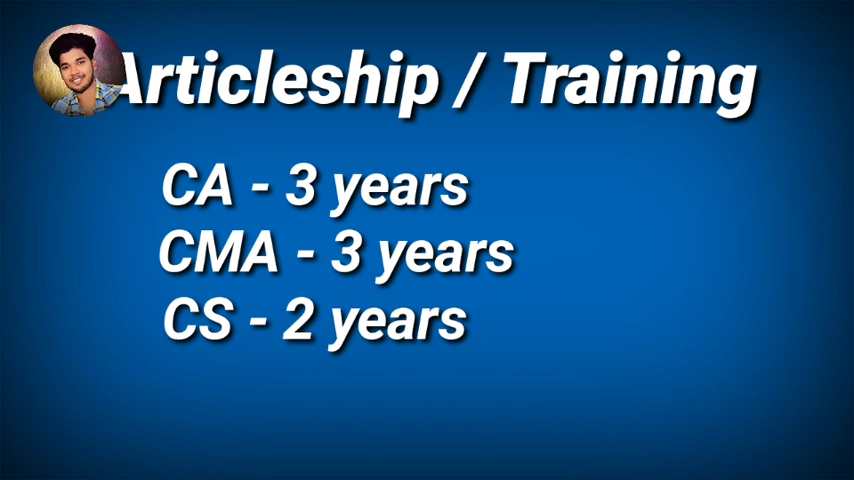 Articleship / Training
CA - 3 years
CMA - 3 years
CS - 2 years